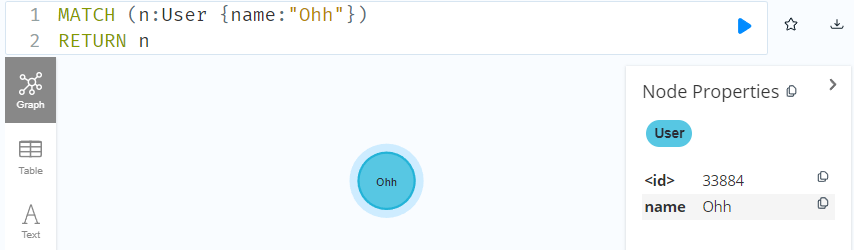 1 MATCH (n:User {name:"Ohh"})
2 RETURN n
Graph
Table
Text
Ohh
Node Properties
User
<id> 33884
name Ohh